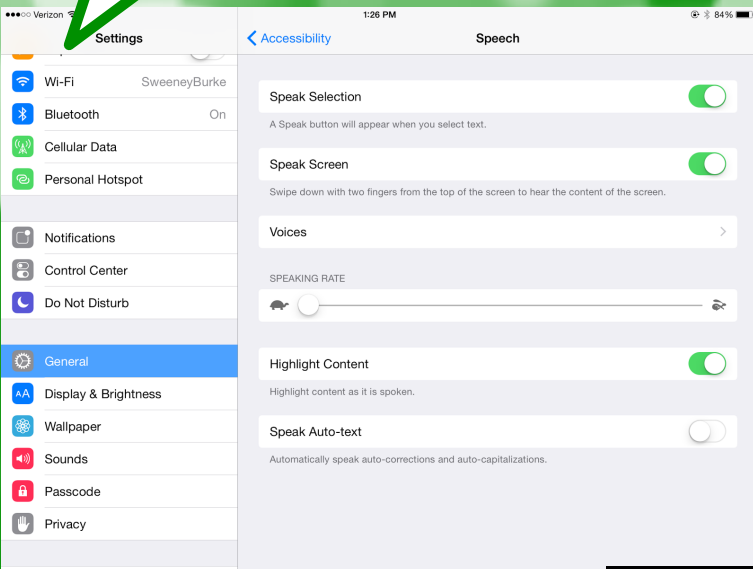 Verizon 1:26 PM 84%
Settings
Accessibility Speech
Wi-Fi SweeneyBurke
Bluetooth On
Cellular Data
Personal Hotspot
Notifications
Control Center
Do Not Disturb
General
AA Display & Brightness
Wallpaper
Sounds
Passcode
Privacy
Speak Selection
A Speak button will appear when you select text.
Speak Screen
Swipe down with two fingers from the top of the screen to hear the content of the screen.
Voices
SPEAKING RATE
Highlight Content
Highlight content as it is spoken.
Speak Auto-text
Automatically speak auto-corrections and auto-capitalizations.